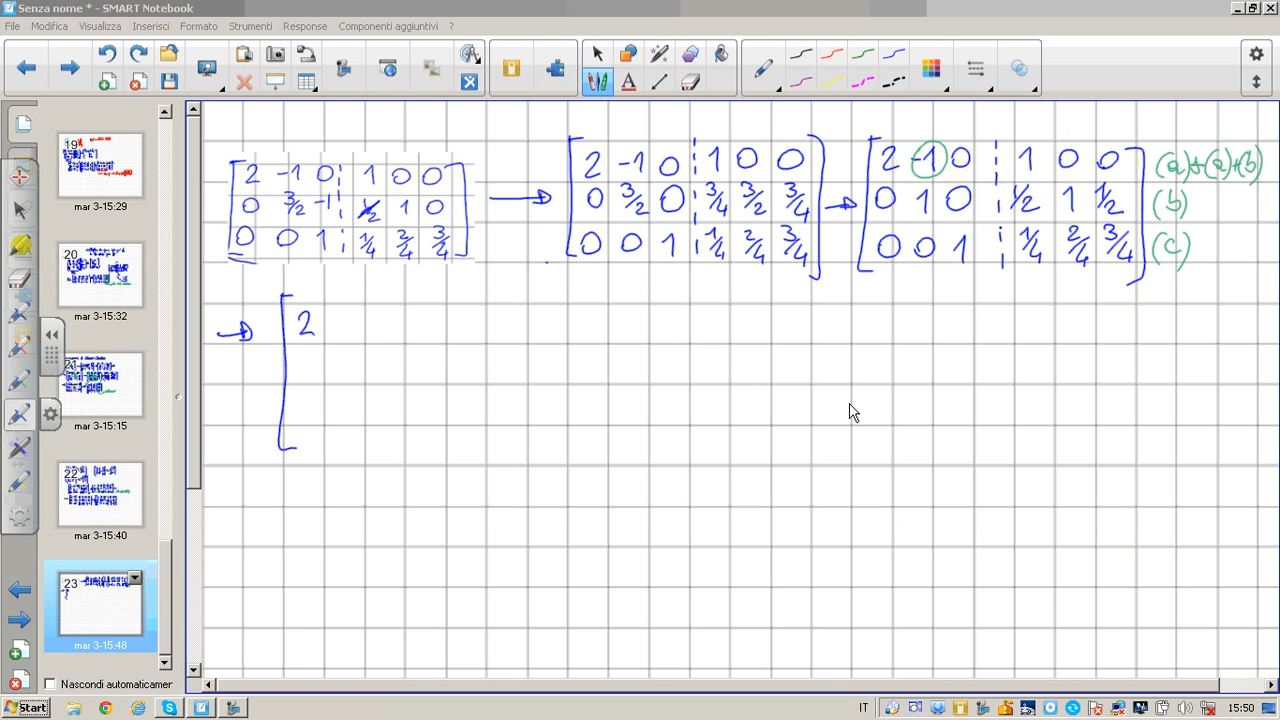 Senza nome * - SMART Notebook
File Modifica Visualizza Inserisci Formato Strumenti Response Componenti aggiuntivi ?
19
mar 3-15:29
20
mar 3-15:32
21
mar 3-15:15
22
mar 3-15:40
23
mar 3-15:48
Nascondi automaticamer
[2 -1 0 ¦ 1 0 0]
[0 3/2 -1 ¦ 1/2 1 0]
[0 0 1 ¦ 1/4 2/4 3/4]
→
[2 -1 0 ¦ 1 0 0]
[0 3/2 0 ¦ 3/4 3/2 3/4]
[0 0 1 ¦ 1/4 2/4 3/4]
→
[2 -1 0 ¦ 1 0 0] (a)→(a)+(b)
[0 1 0 ¦ 1/2 1 1/2] (b)
[0 0 1 ¦ 1/4 2/4 3/4] (c)
→ [2
Start
IT
15:50